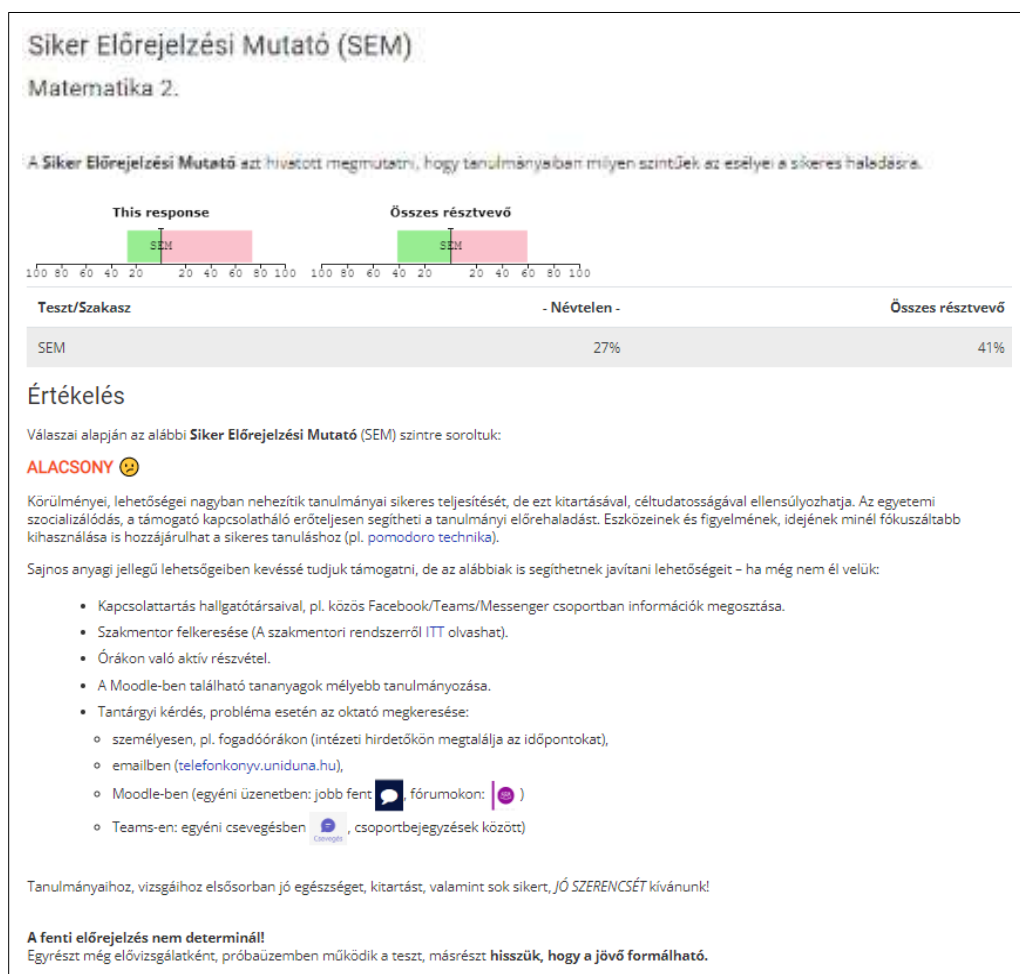 Siker Előrejelzési Mutató (SEM)
Matematika 2.
A Siker Előrejelzési Mutató azt hivatott megmutatni, hogy tanulmányaiban milyen szintűek az esélyei a sikeres haladásra.
This response Összes résztvevő
SEM SEM
100 80 60 40 20 20 40 60 80 100 100 80 60 40 20 20 40 60 80 100
Teszt/Szakasz - Névtelen - Összes résztvevő
SEM 27% 41%
Értékelés
Válaszai alapján az alábbi Siker Előrejelzési Mutató (SEM) szintre soroltuk:
ALACSONY
Körülményei, lehetőségei nagyban nehezítik tanulmányai sikeres teljesítését, de ezt kitartásával, céltudatosságával ellensúlyozhatja. Az egyetemi
szocializálódás, a támogató kapcsolatháló erőteljesen segítheti a tanulmányi előrehaladást. Eszközeinek és figyelmének, idejének minél fókuszáltabb
kihasználása is hozzájárulhat a sikeres tanuláshoz (pl. pomodoro technika).
Sajnos anyagi jellegű lehetsőgeiben kevéssé tudjuk támogatni, de az alábbiak is segíthetnek javítani lehetőségeit – ha még nem él velük:
• Kapcsolattartás hallgatótársaival, pl. közös Facebook/Teams/Messenger csoportban információk megosztása.
• Szakmentor felkeresése (A szakmentori rendszerről ITT olvashat).
• Órákon való aktív részvétel.
• A Moodle-ben található tananyagok mélyebb tanulmányozása.
• Tantárgyi kérdés, probléma esetén az oktató megkeresése:
◦ személyesen, pl. fogadóórákon (intézeti hirdetőkön megtalálja az időpontokat),
◦ emailben (telefonkonyv.uniduna.hu),
◦ Moodle-ben (egyéni üzenetben: jobb fent , fórumokon: )
◦ Teams-en: egyéni csevegésben Csevegés , csoportbejegyzések között)
Tanulmányaihoz, vizsgáihoz elsősorban jó egészséget, kitartást, valamint sok sikert, JÓ SZERENCSÉT kívánunk!
A fenti előrejelzés nem determinál!
Egyrészt még elővizsgálatként, próbaüzemben működik a teszt, másrészt hisszük, hogy a jövő formálható.